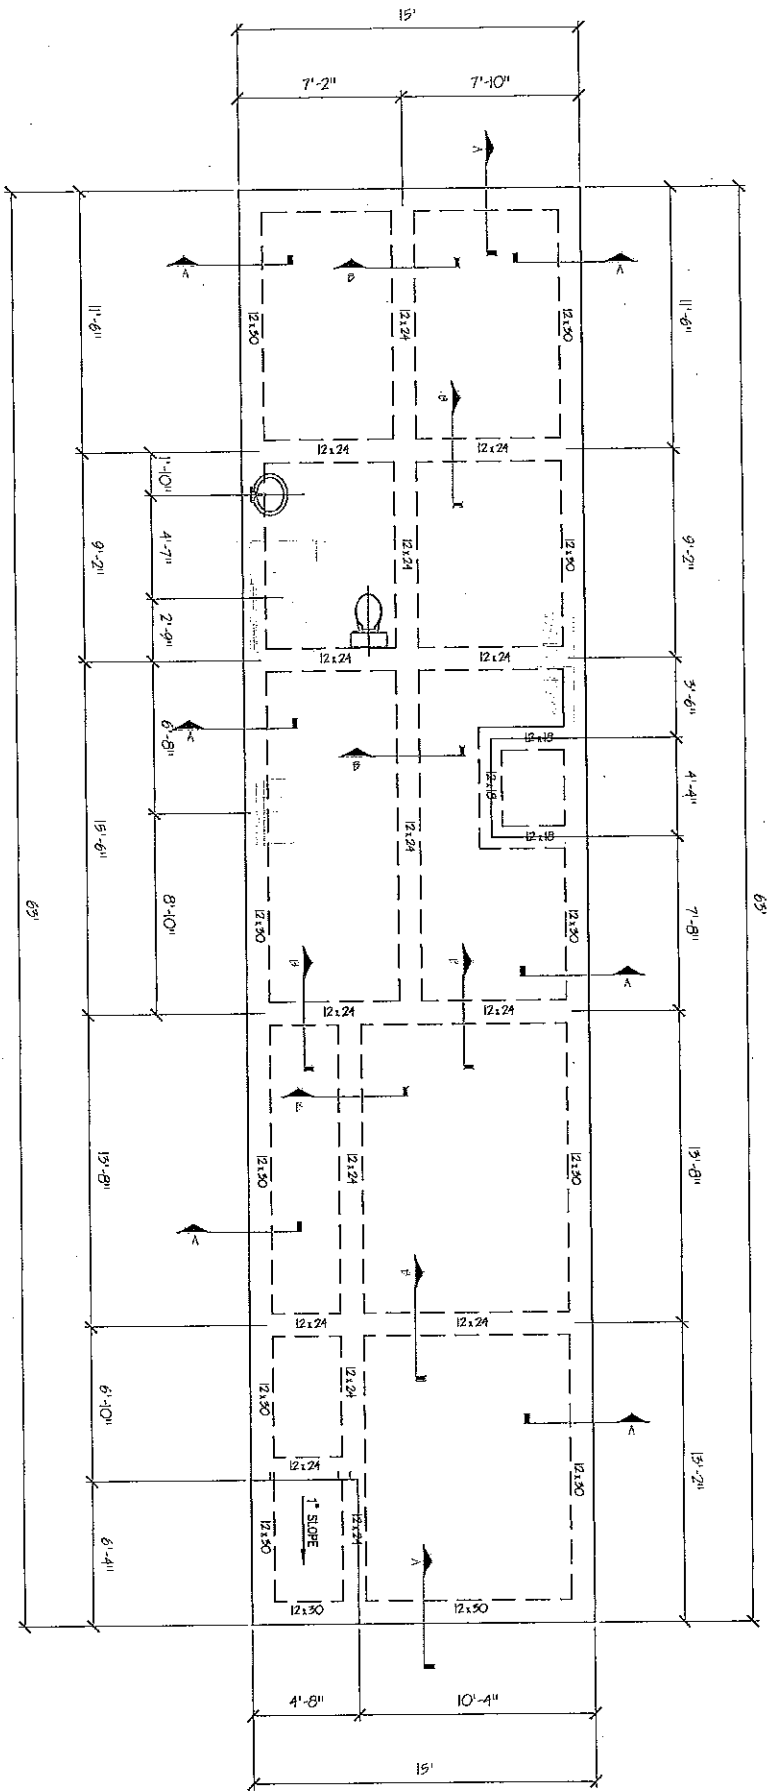 15'
7'-2"
7'-10"
A
A
B
A
11'-6"
12x30
12x24
12x30
11'-6"
B
12x24
12x24
1'-10"
9'-2"
4'-7"
12x24
12x30
9'-2"
2'-9"
12x24
12x24
3'-6"
6'-8"
A
B
12x18
12x18
12x18
4'-4"
63'
15'-6"
12x24
63'
8'-10"
12x30
12x30
7'-8"
B
B
A
12x24
12x24
B
13'-8"
12x30
12x24
12x30
13'-8"
A
B
12x24
12x24
6'-10"
12x30
12x24
A
12x24
12x30
13'-2"
6'-4"
12x30
1" SLOPE
12x24
A
12x30
12x30
4'-8"
10'-4"
15'